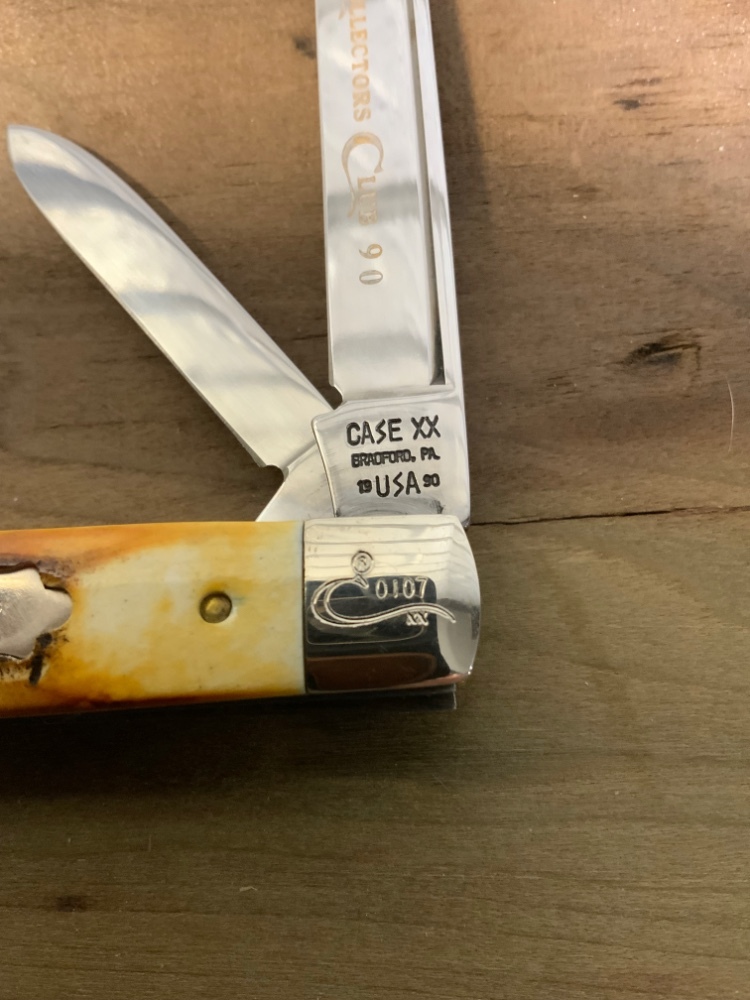 LLECTORS CLUB 90
CASE XX
BRADFORD, PA.
19 USA 90
©
0107
XX